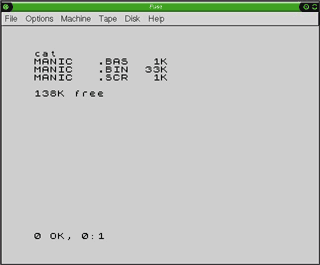 Fuse
File Options Machine Tape Disk Help
cat
MANIC .BAS 1K
MANIC .BIN 33K
MANIC .SCR 1K
138K free
0 OK, 0:1